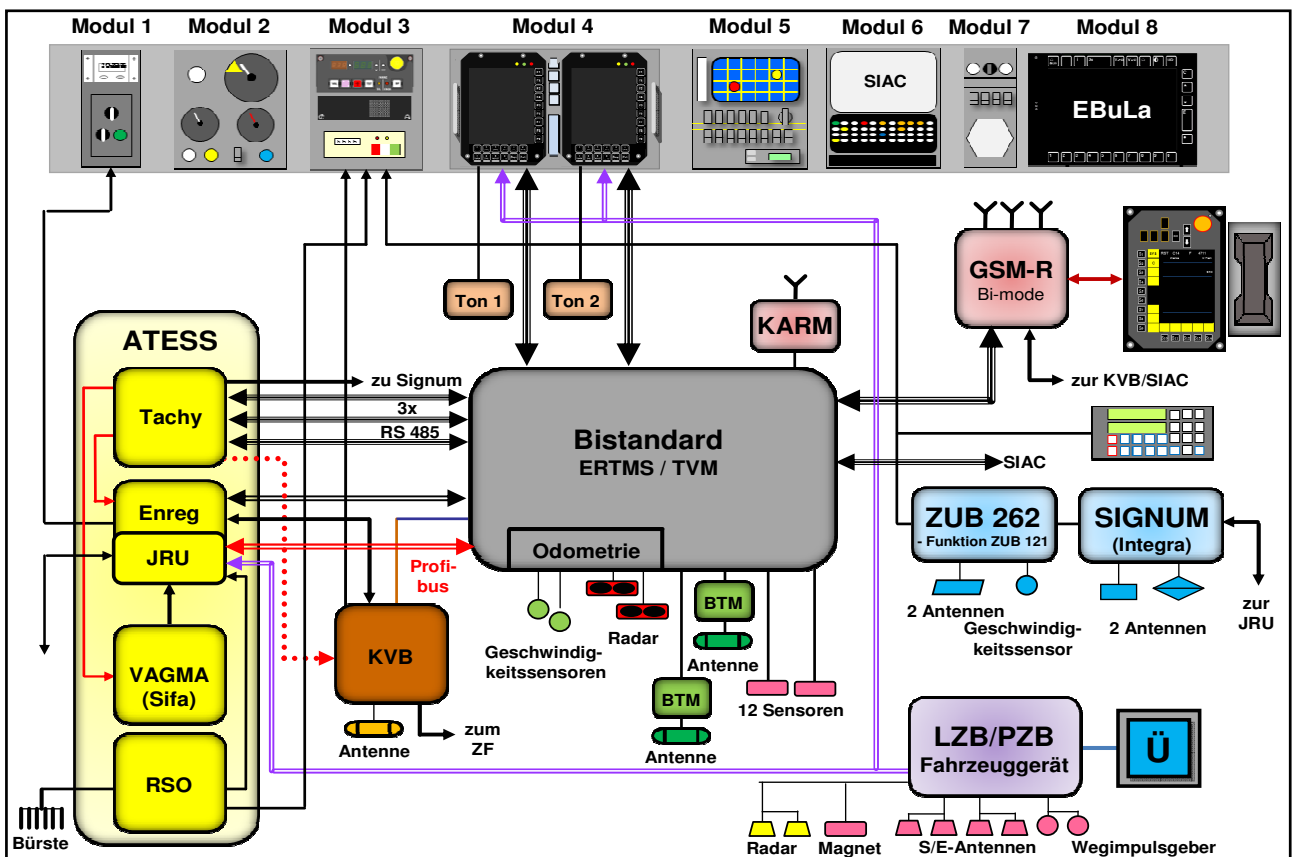 Modul 1 Modul 2 Modul 3 Modul 4 Modul 5 Modul 6 Modul 7 Modul 8
SIAC
EBuLa
GSM-R
Bi-mode
Ton 1
Ton 2
KARM
ATESS
zu Signum
Tachy
3x
RS 485
zur KVB/SIAC
Bistandard
ERTMS / TVM
SIAC
Enreg
JRU
Odometrie
ZUB 262
- Funktion ZUB 121
SIGNUM
(Integra)
Profi-
bus
BTM
2 Antennen
Geschwindig-
keitssensor
2 Antennen
zur
JRU
Radar
Geschwindig-
keitssensoren
Antenne
KVB
VAGMA
(Sifa)
BTM
12 Sensoren
Antenne
zum
ZF
Antenne
LZB/PZB
Fahrzeuggerät
Ü
RSO
Bürste
Radar
Magnet
S/E-Antennen
Wegimpulsgeber